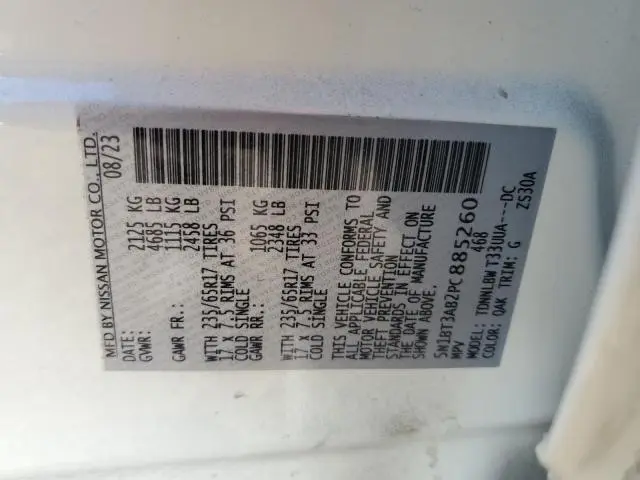 MFD BY NISSAN MOTOR CO., LTD.
DATE: 08/23
GVWR: 2125 KG
4685 LB
GAWR FR.: 1115 KG
2458 LB
WITH 235/65R17 TIRES
17 X 7.5 RIMS AT 36 PSI
COLD SINGLE
GAWR RR.: 1065 KG
2348 LB
WITH 235/65R17 TIRES
17 X 7.5 RIMS AT 33 PSI
COLD SINGLE
THIS VEHICLE CONFORMS TO
ALL APPLICABLE FEDERAL
MOTOR VEHICLE SAFETY AND
THEFT PREVENTION
STANDARDS IN EFFECT ON
THE DATE OF MANUFACTURE
SHOWN ABOVE.
5N1BT3AB2PC885260
MPV 468
TDNNLBW T33UUA---DC
COLOR: QAK TRIM: G ZS30A